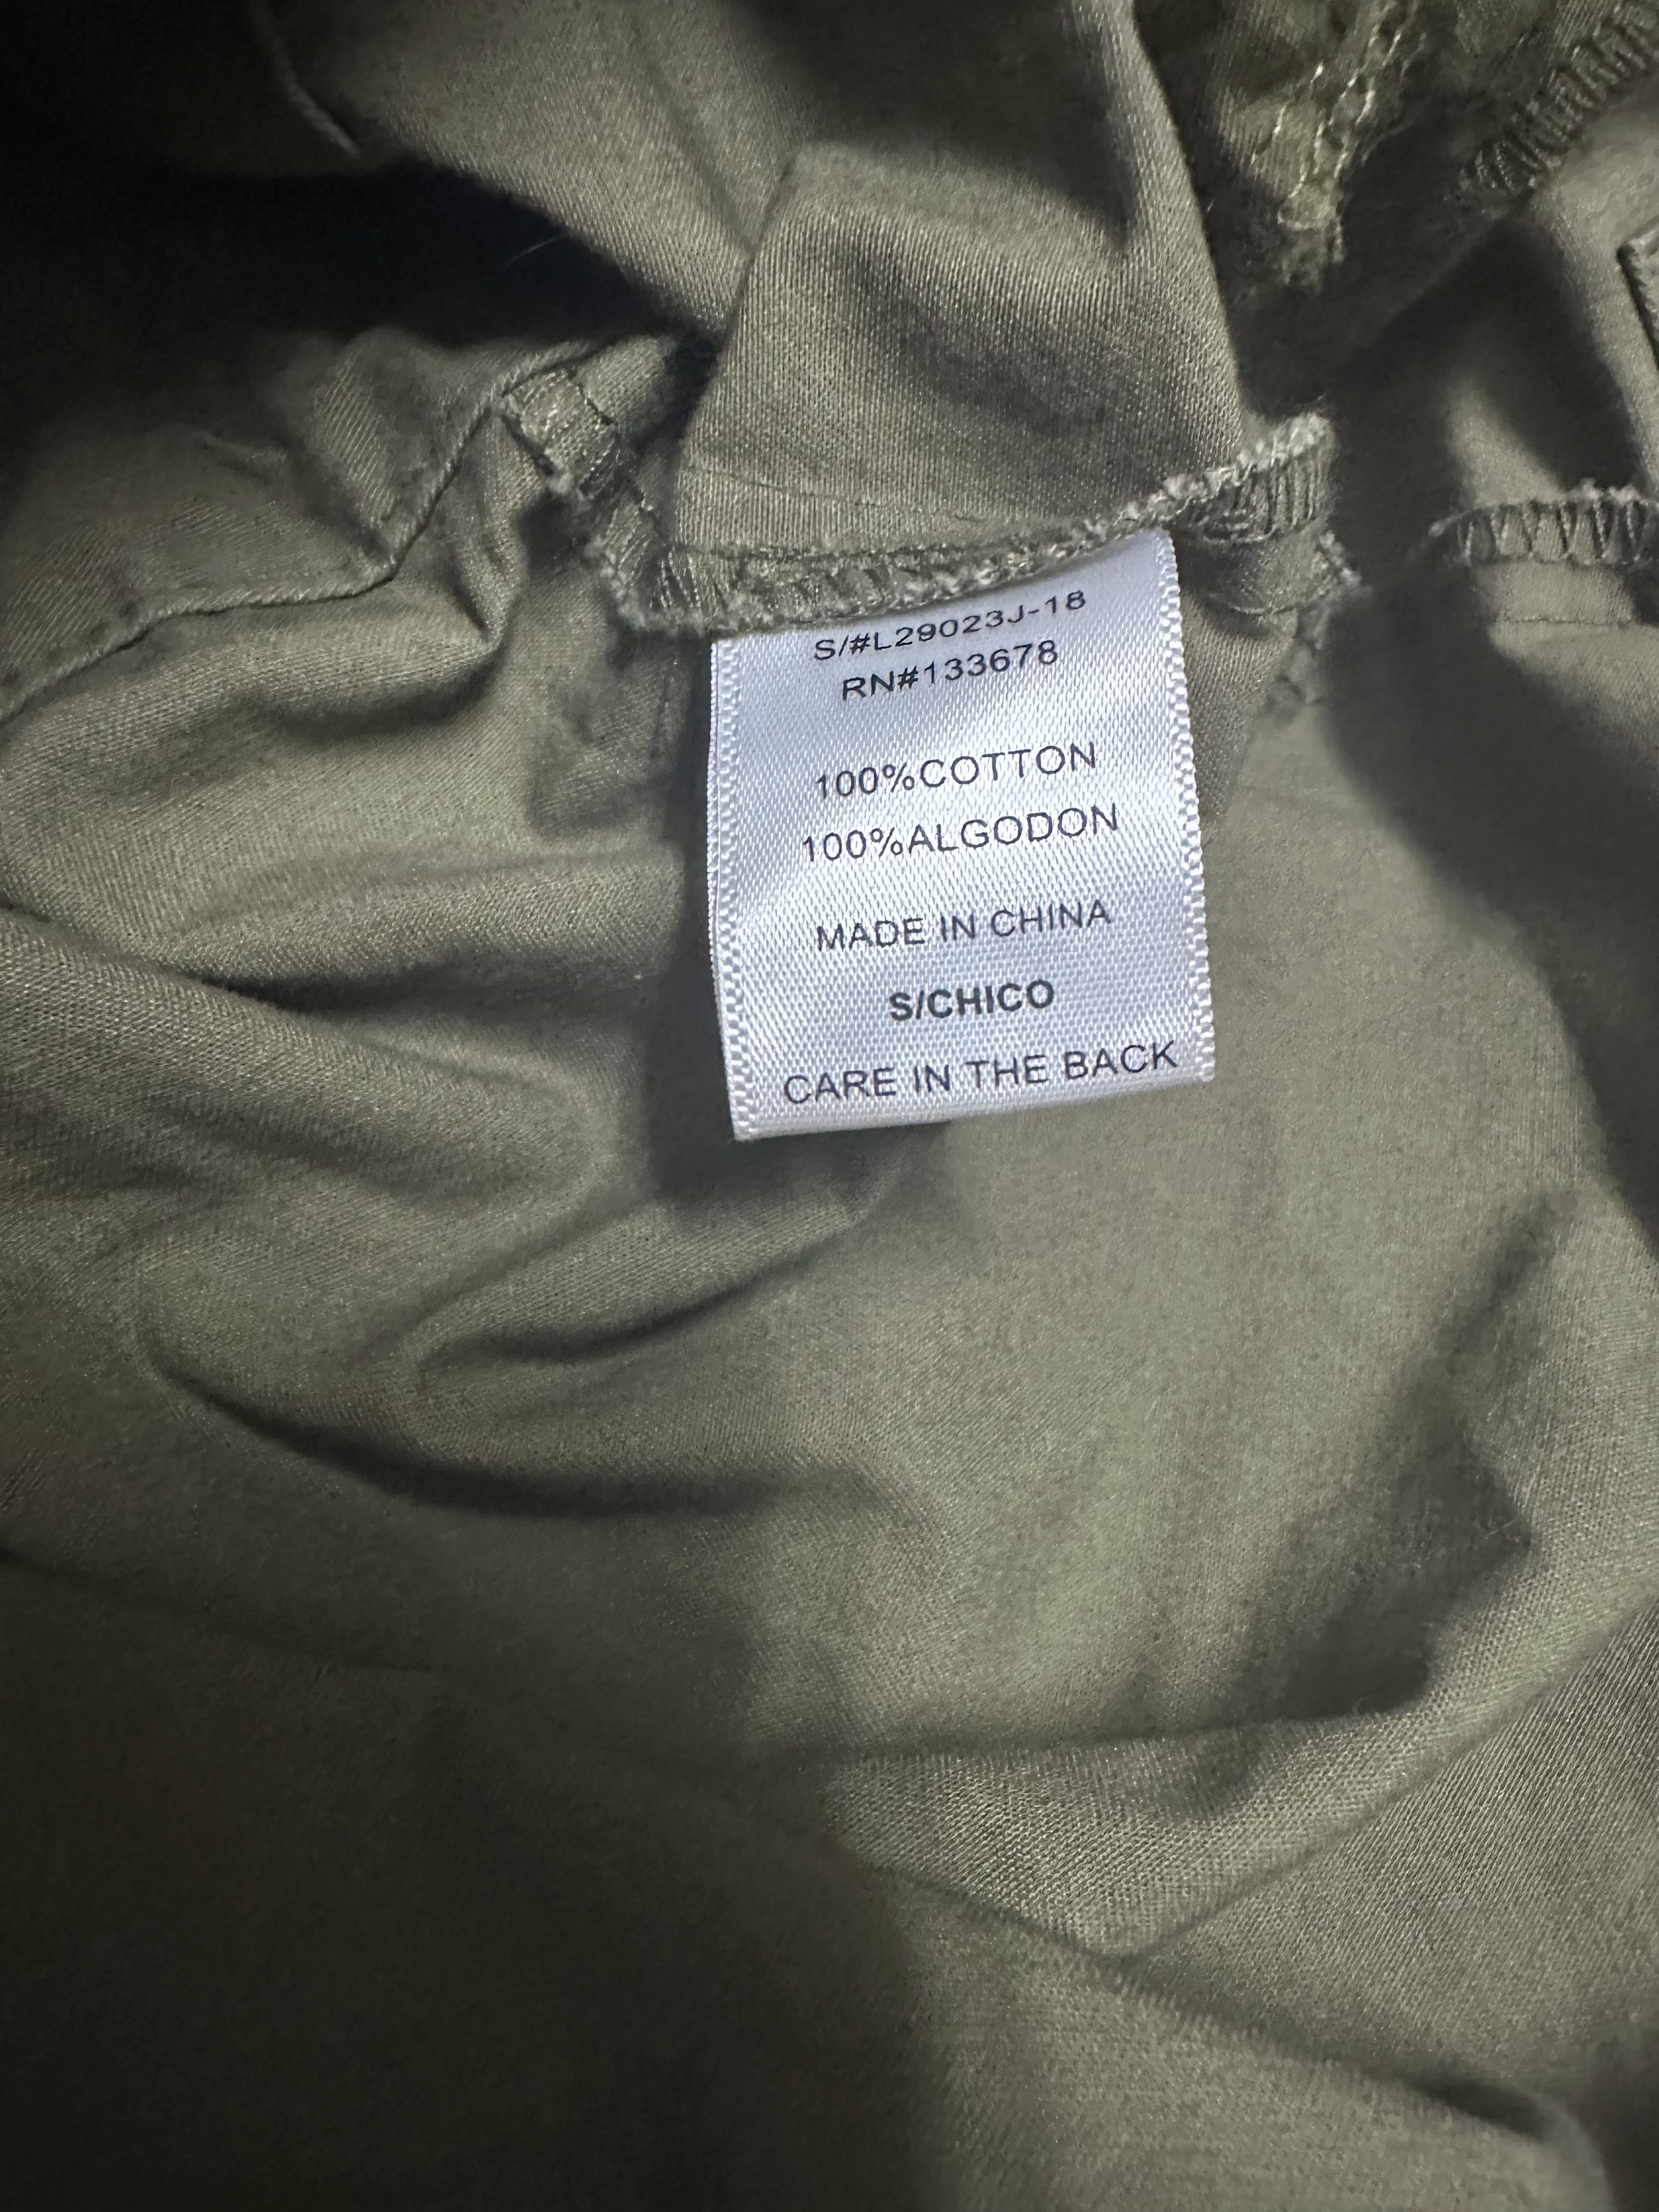 S/#L29023J-18
RN#133678
100%COTTON
100%ALGODON
MADE IN CHINA
S/CHICO
CARE IN THE BACK